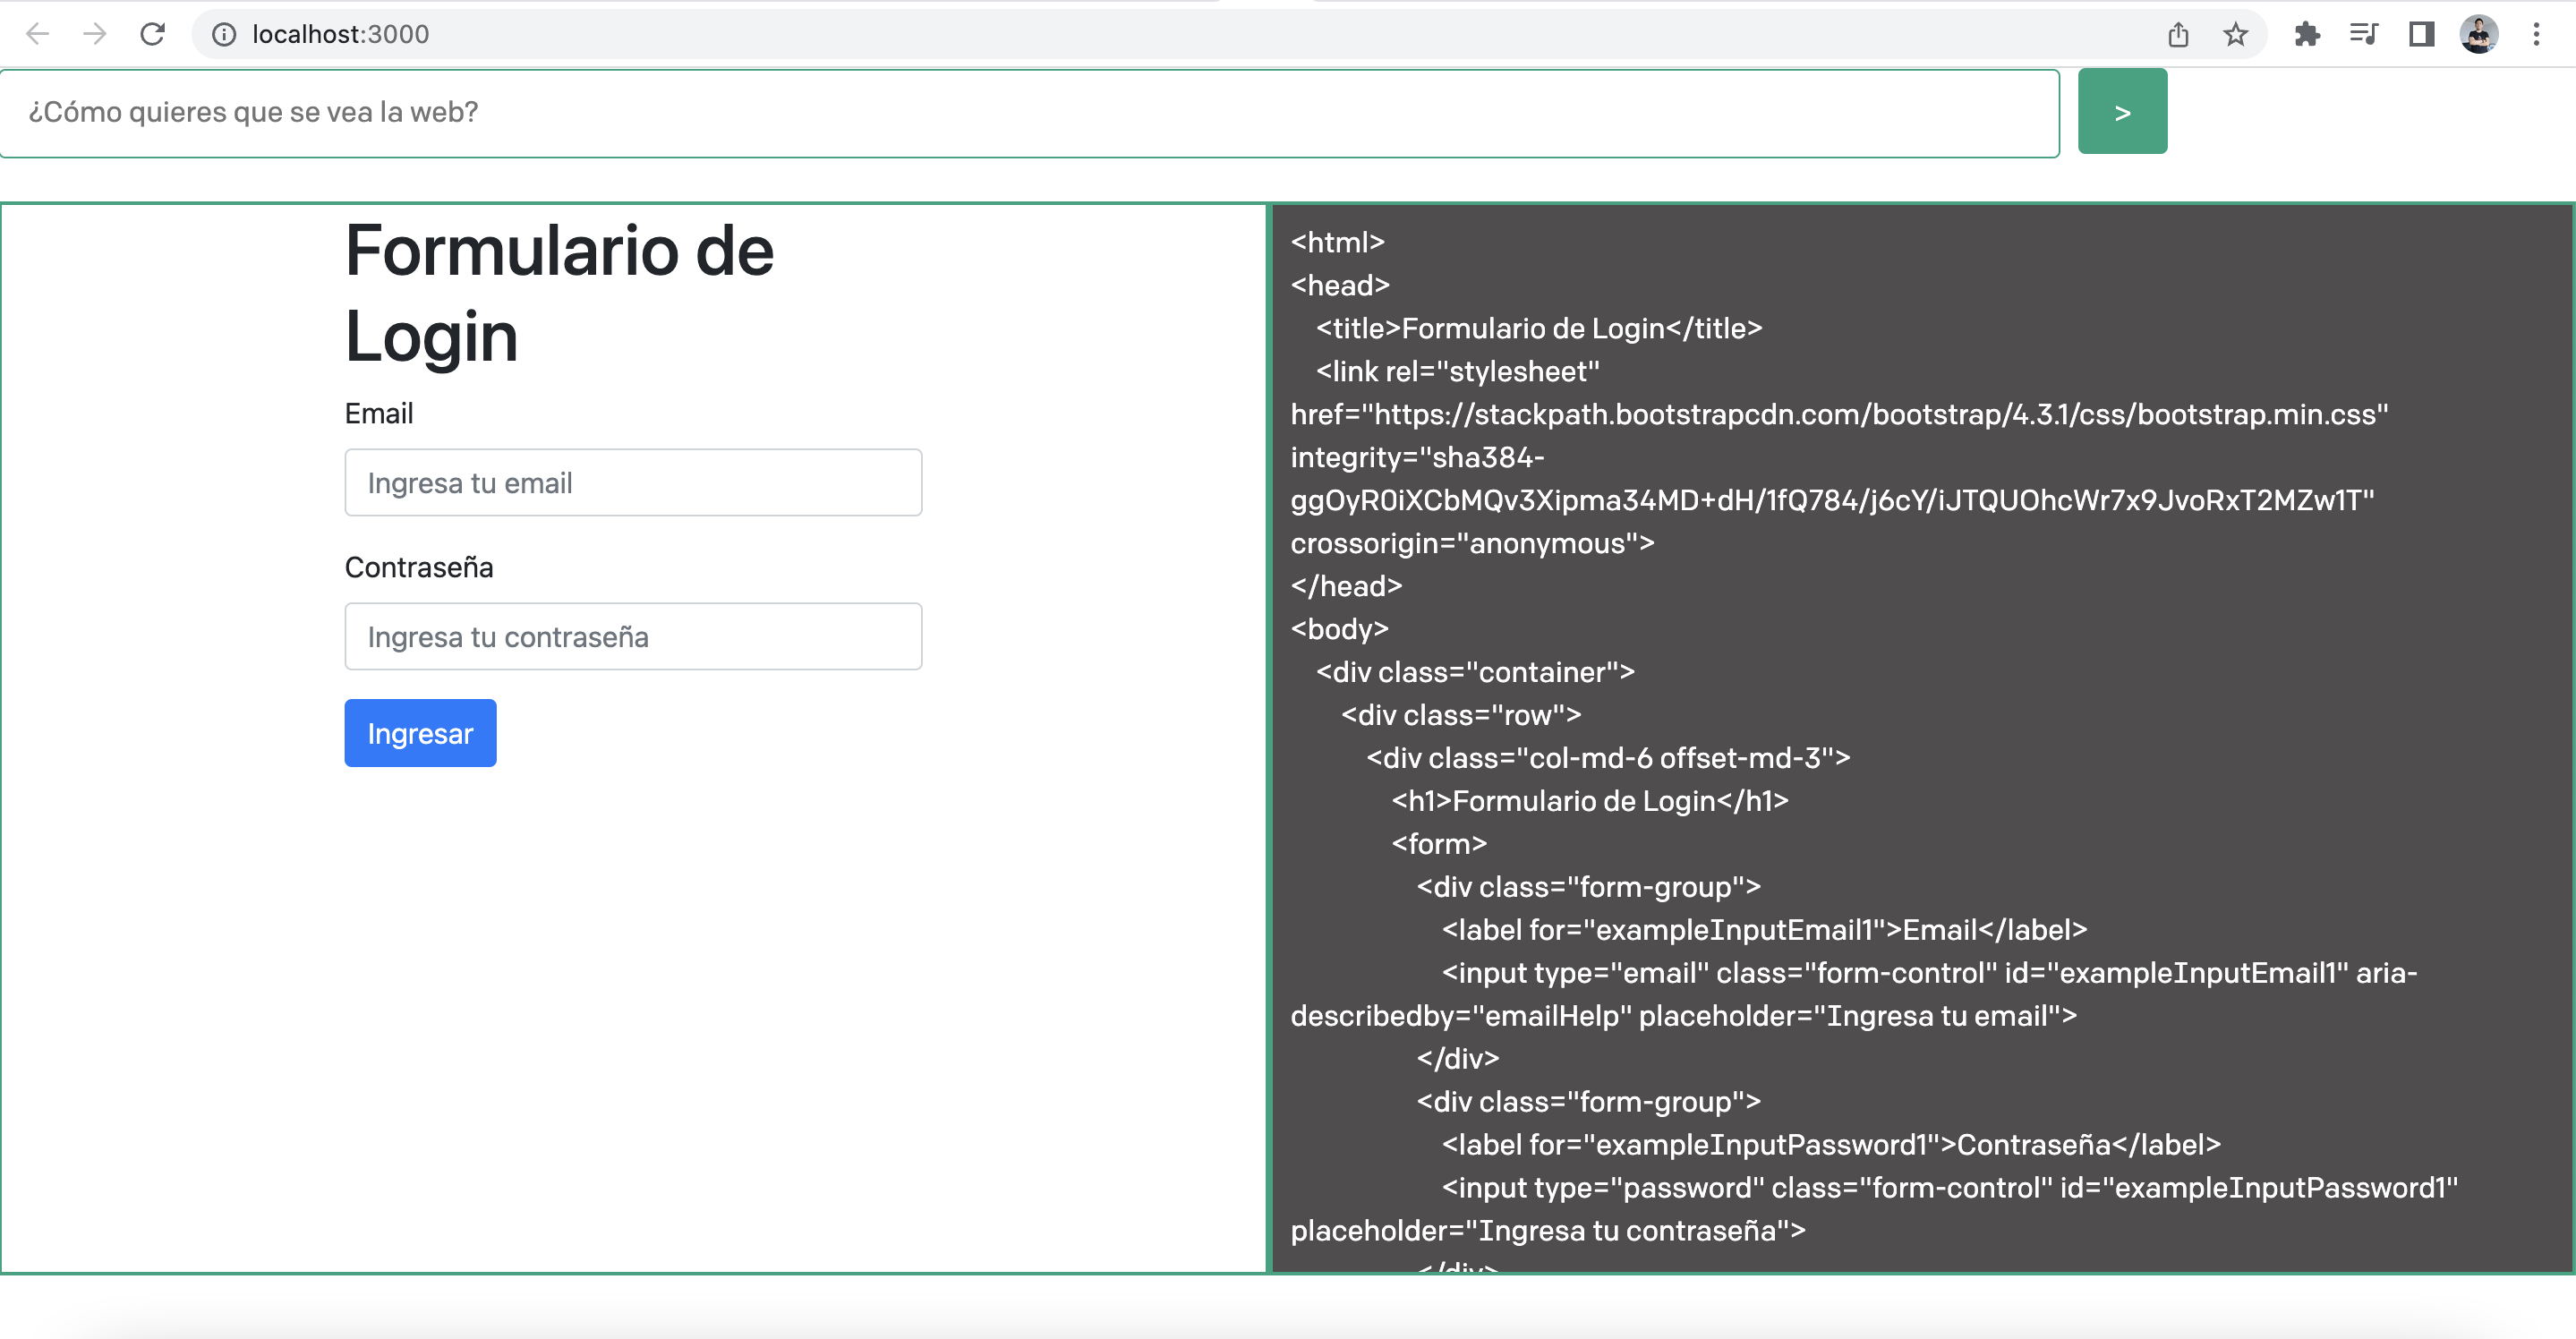 localhost:3000
¿Cómo quieres que se vea la web?
>
Formulario de
Login
Email
Ingresa tu email
Contraseña
Ingresa tu contraseña
Ingresar
<html>
<head>
<title>Formulario de Login</title>
<link rel="stylesheet"
href="https://stackpath.bootstrapcdn.com/bootstrap/4.3.1/css/bootstrap.min.css"
integrity="sha384-
ggOyR0iXCbMQv3Xipma34MD+dH/1fQ784/j6cY/iJTQUOhcWr7x9JvoRxT2MZw1T"
crossorigin="anonymous">
</head>
<body>
<div class="container">
<div class="row">
<div class="col-md-6 offset-md-3">
<h1>Formulario de Login</h1>
<form>
<div class="form-group">
<label for="exampleInputEmail1">Email</label>
<input type="email" class="form-control" id="exampleInputEmail1" aria-
describedby="emailHelp" placeholder="Ingresa tu email">
</div>
<div class="form-group">
<label for="exampleInputPassword1">Contraseña</label>
<input type="password" class="form-control" id="exampleInputPassword1"
placeholder="Ingresa tu contraseña">
</div>